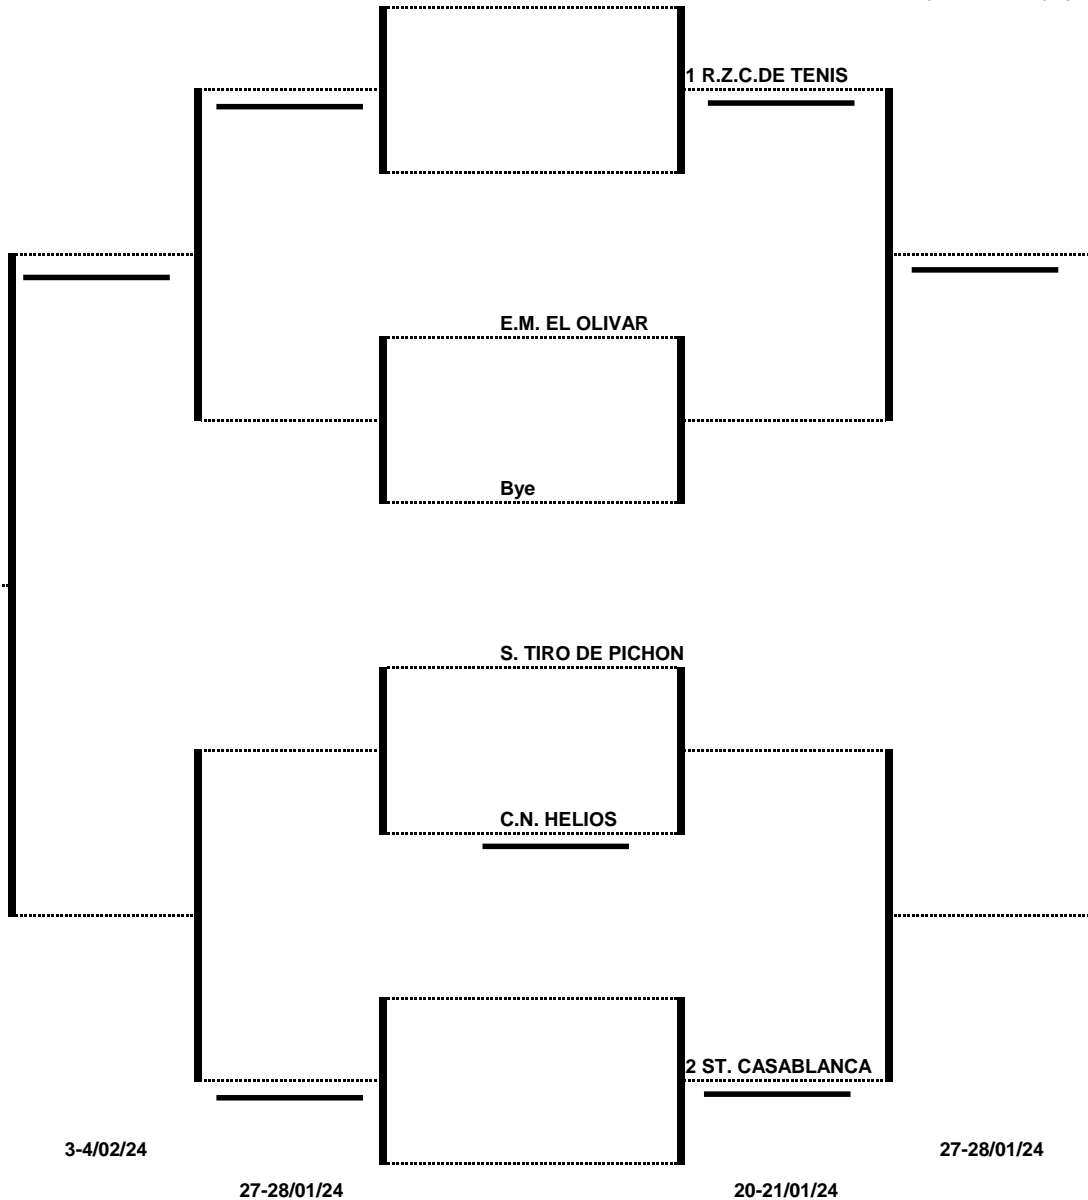 1 R.Z.C.DE TENIS
E.M. EL OLIVAR
Bye
S. TIRO DE PICHON
C.N. HELIOS
2 ST. CASABLANCA
3-4/02/24
27-28/01/24
27-28/01/24
20-21/01/24